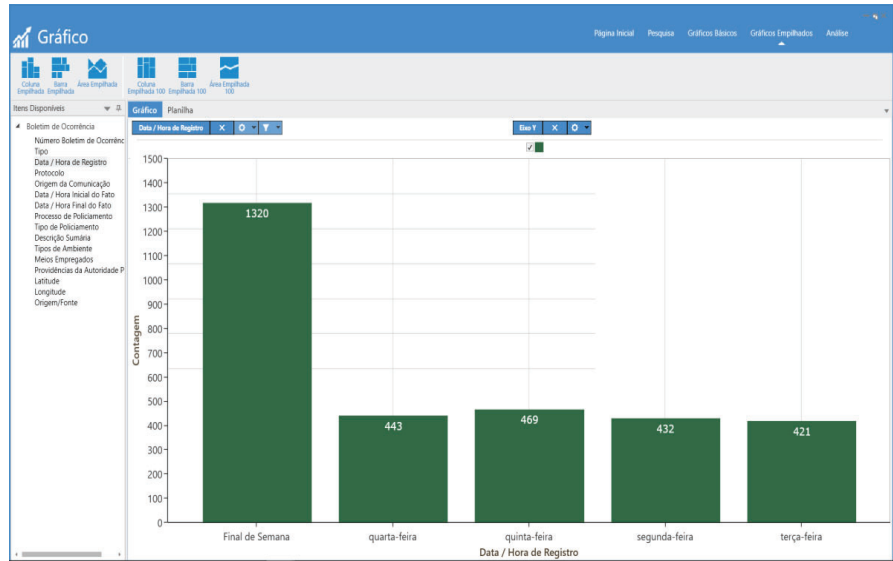 Gráfico
Página Inicial Pesquisa Gráficos Básicos Gráficos Empilhados Análise
Coluna Empilhada
Barra Empilhada
Área Empilhada
Coluna Empilhada 100
Barra Empilhada 100
Área Empilhada 100
Itens Disponíveis
Boletim de Ocorrência
Número Boletim de Ocorrênc
Tipo
Data / Hora de Registro
Protocolo
Origem da Comunicação
Data / Hora Inicial do Fato
Data / Hora Final do Fato
Processo de Policiamento
Tipo de Policiamento
Descrição Sumária
Tipos de Ambiente
Meios Empregados
Providências da Autoridade P
Latitude
Longitude
Origem/Fonte
Gráfico Planilha
Data / Hora de Registro
Eixo Y
Contagem
1500
1400
1300
1200
1100
1000
900
800
700
600
500
400
300
200
100
0
1320
443
469
432
421
Final de Semana quarta-feira quinta-feira segunda-feira terça-feira
Data / Hora de Registro